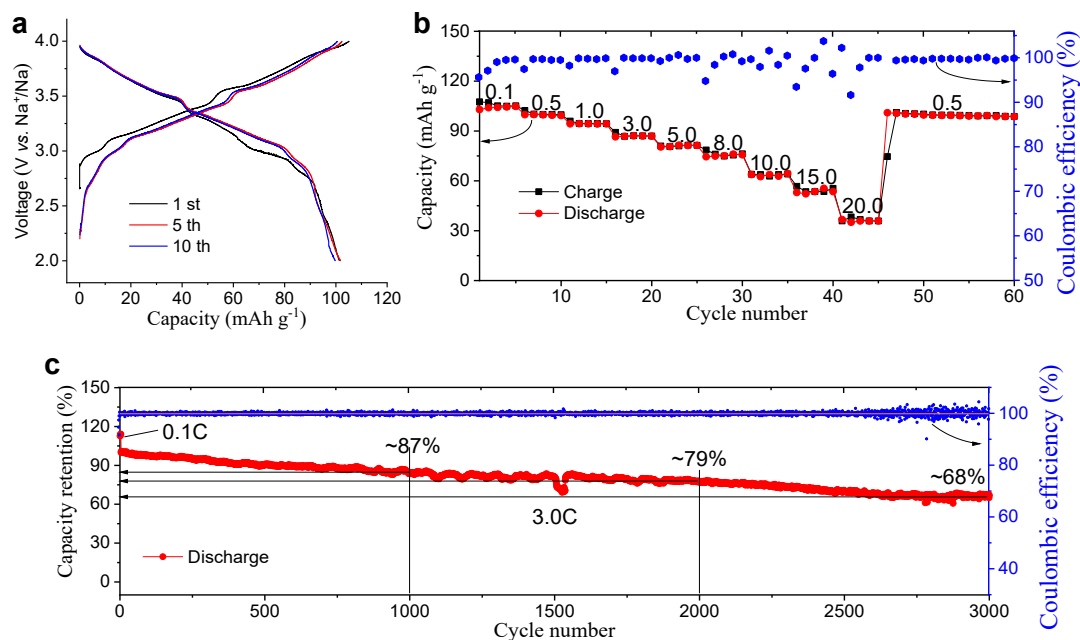 a
4.0
3.5
3.0
2.5
2.0
Voltage (V vs. Na⁺/Na)
1 st
5 th
10 th
0 20 40 60 80 100 120
Capacity (mAh g⁻¹)
b
150
135
120
105
90
75
60
45
30
15
0
Capacity (mAh g⁻¹)
0.1
0.5
1.0
3.0
5.0
8.0
10.0
15.0
20.0
0.5
Charge
Discharge
10 20 30 40 50 60
Cycle number
100
90
80
70
60
50
Coulombic efficiency (%)
c
150
120
90
60
30
0
Capacity retention (%)
0.1C
~87%
~79%
~68%
3.0C
Discharge
0 500 1000 1500 2000 2500 3000
Cycle number
100
80
60
40
Coulombic efficiency (%)